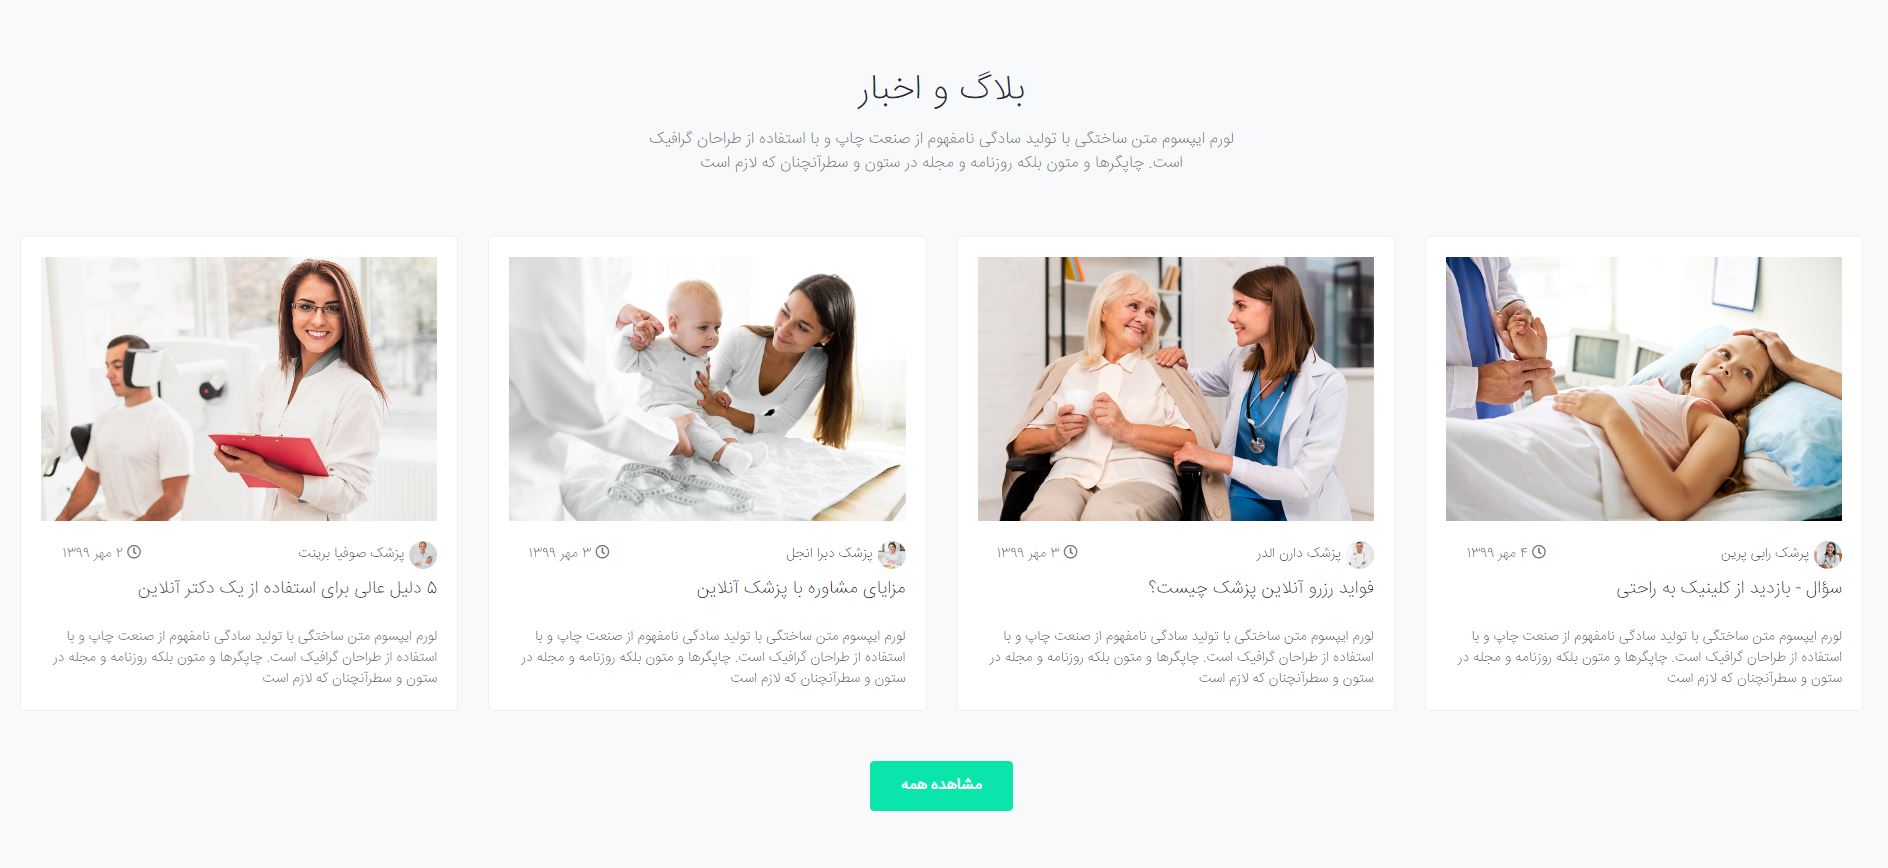 بلاگ و اخبار
لورم ایپسوم متن ساختگی با تولید سادگی نامفهوم از صنعت چاپ و با استفاده از طراحان گرافیک
است. چاپگرها و متون بلکه روزنامه و مجله در ستون و سطرآنچنان که لازم است
پرشک رابی پرین
۴ مهر ۱۳۹۹
سؤال - بازدید از کلینیک به راحتی
لورم ایپسوم متن ساختگی با تولید سادگی نامفهوم از صنعت چاپ و با
استفاده از طراحان گرافیک است. چاپگرها و متون بلکه روزنامه و مجله در
ستون و سطرآنچنان که لازم است
پزشک دارن الدر
۳ مهر ۱۳۹۹
فواید رزرو آنلاین پزشک چیست؟
لورم ایپسوم متن ساختگی با تولید سادگی نامفهوم از صنعت چاپ و با
استفاده از طراحان گرافیک است. چاپگرها و متون بلکه روزنامه و مجله در
ستون و سطرآنچنان که لازم است
پزشک دبرا انجل
۳ مهر ۱۳۹۹
مزایای مشاوره با پزشک آنلاین
لورم ایپسوم متن ساختگی با تولید سادگی نامفهوم از صنعت چاپ و با
استفاده از طراحان گرافیک است. چاپگرها و متون بلکه روزنامه و مجله در
ستون و سطرآنچنان که لازم است
پزشک صوفیا برینت
۲ مهر ۱۳۹۹
۵ دلیل عالی برای استفاده از یک دکتر آنلاین
لورم ایپسوم متن ساختگی با تولید سادگی نامفهوم از صنعت چاپ و با
استفاده از طراحان گرافیک است. چاپگرها و متون بلکه روزنامه و مجله در
ستون و سطرآنچنان که لازم است
مشاهده همه